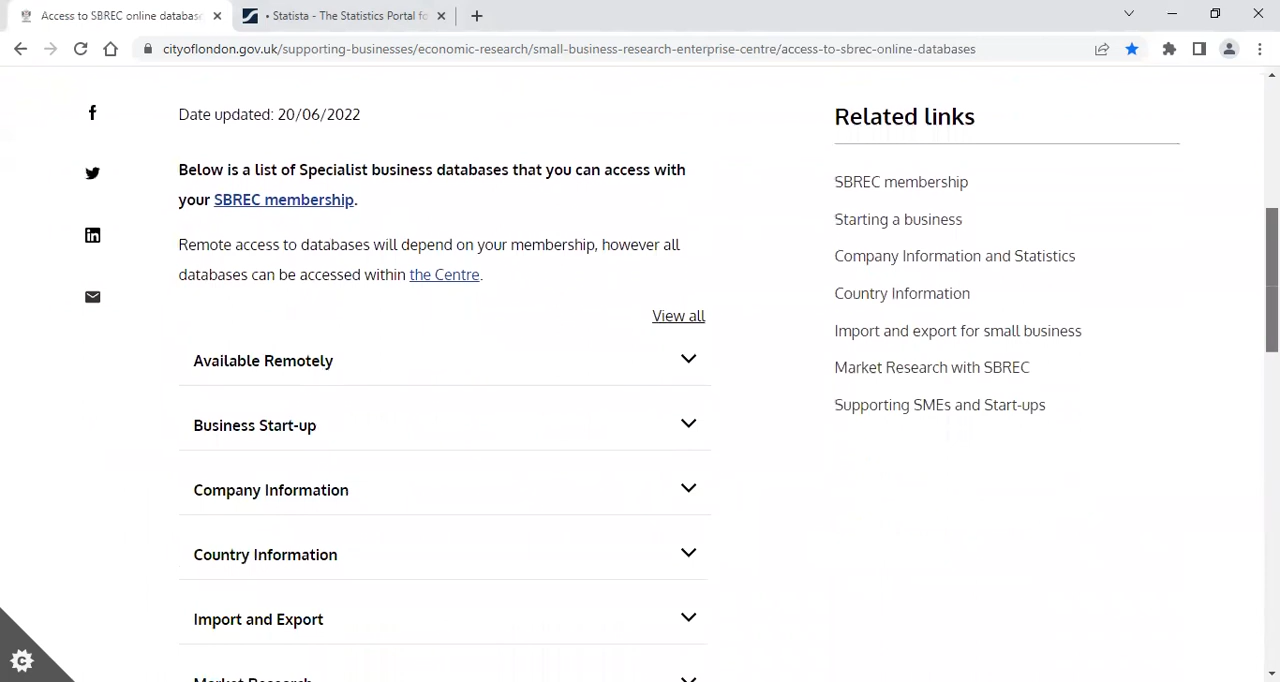 Access to SBREC online databas
• Statista - The Statistics Portal fo
cityoflondon.gov.uk/supporting-businesses/economic-research/small-business-research-enterprise-centre/access-to-sbrec-online-databases
Date updated: 20/06/2022
Below is a list of Specialist business databases that you can access with
your SBREC membership.
Remote access to databases will depend on your membership, however all
databases can be accessed within the Centre.
View all
Available Remotely
Business Start-up
Company Information
Country Information
Import and Export
Market Research
Related links
SBREC membership
Starting a business
Company Information and Statistics
Country Information
Import and export for small business
Market Research with SBREC
Supporting SMEs and Start-ups